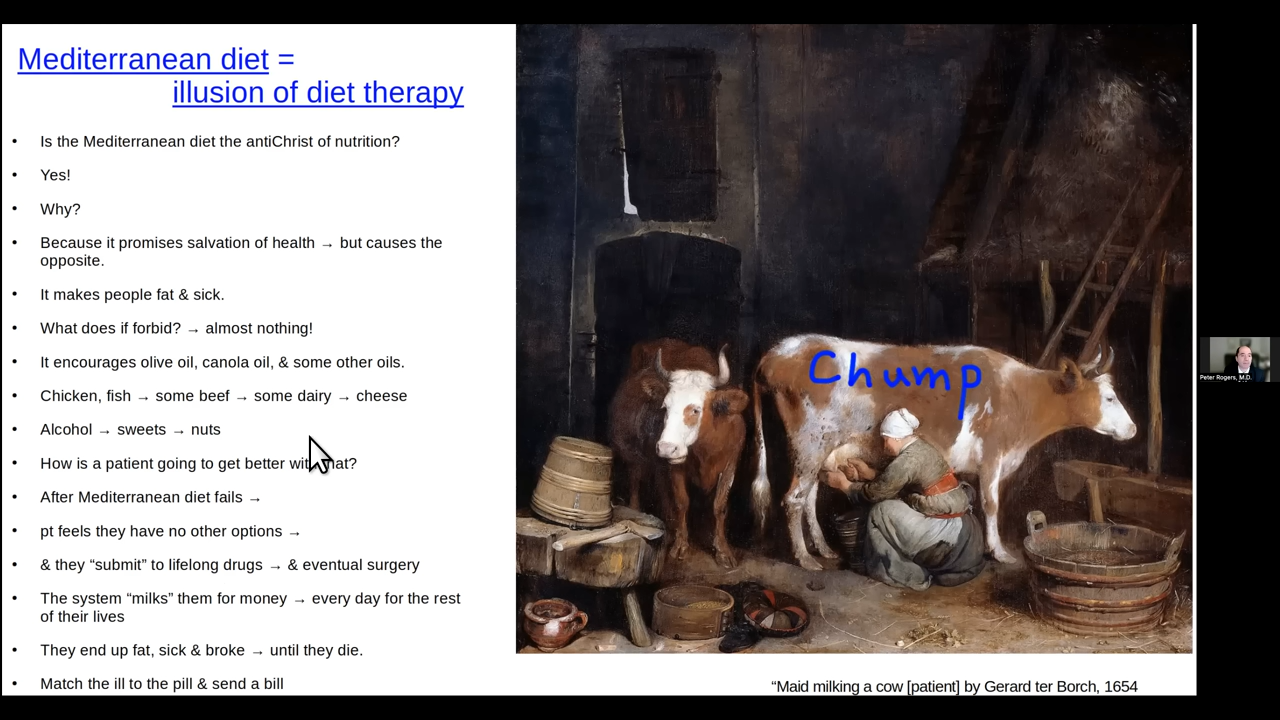 Mediterranean diet =
illusion of diet therapy
• Is the Mediterranean diet the antiChrist of nutrition?
• Yes!
• Why?
• Because it promises salvation of health → but causes the
opposite.
• It makes people fat & sick.
• What does if forbid? → almost nothing!
• It encourages olive oil, canola oil, & some other oils.
• Chicken, fish → some beef → some dairy → cheese
• Alcohol → sweets → nuts
• How is a patient going to get better
• After Mediterranean diet fails →
• pt feels they have no other options →
• & they “submit” to lifelong drugs → & eventual surgery
• The system “milks” them for money → every day for the rest
of their lives
• They end up fat, sick & broke → until they die.
• Match the ill to the pill & send a bill
Chump
“Maid milking a cow [patient] by Gerard ter Borch, 1654
Peter Rogers, M.D.